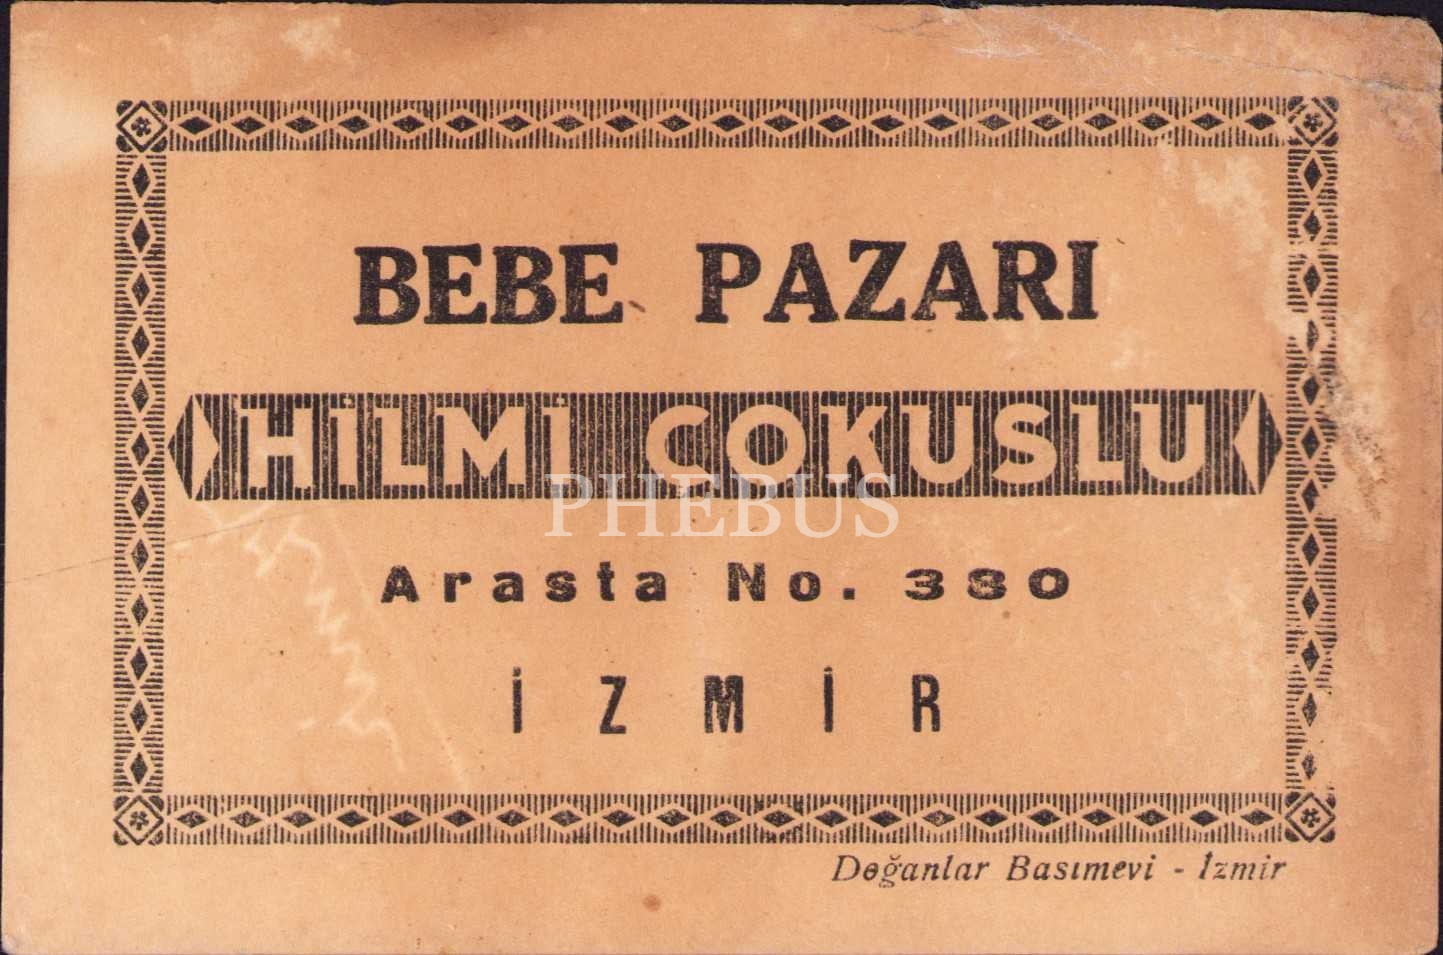 BEBE PAZARI
HİLMİ ÇOKUSLU
PHEBUS
Arasta No. 380
İZMİR
Doğanlar Basımevi - İzmir